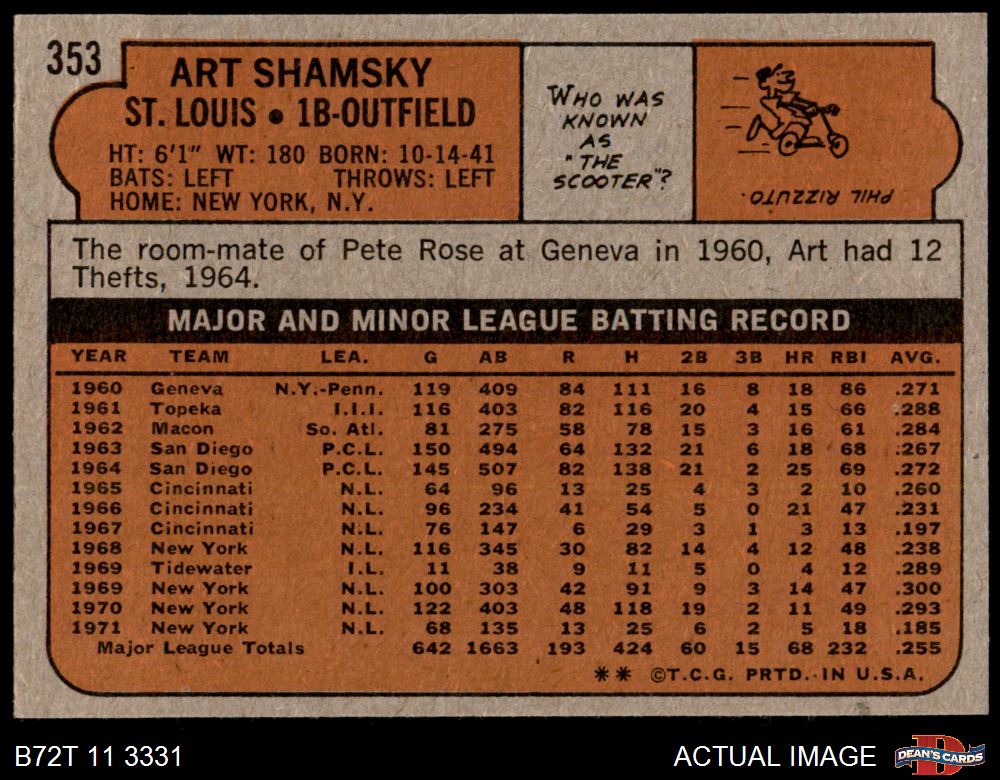 353
ART SHAMSKY
ST. LOUIS • 1B-OUTFIELD
HT: 6'1" WT: 180 BORN: 10-14-41
BATS: LEFT THROWS: LEFT
HOME: NEW YORK, N.Y.
WHO WAS
KNOWN
AS
"THE
SCOOTER"?
PHIL RIZZUTO.
The room-mate of Pete Rose at Geneva in 1960, Art had 12
Thefts, 1964.
MAJOR AND MINOR LEAGUE BATTING RECORD
YEAR TEAM LEA. G AB R H 2B 3B HR RBI AVG.
1960 Geneva N.Y.-Penn. 119 409 84 111 16 8 18 86 .271
1961 Topeka I.I.I. 116 403 82 116 20 4 15 66 .288
1962 Macon So. Atl. 81 275 58 78 15 3 16 61 .284
1963 San Diego P.C.L. 150 494 64 132 21 6 18 68 .267
1964 San Diego P.C.L. 145 507 82 138 21 2 25 69 .272
1965 Cincinnati N.L. 64 96 13 25 4 3 2 10 .260
1966 Cincinnati N.L. 96 234 41 54 5 0 21 47 .231
1967 Cincinnati N.L. 76 147 6 29 3 1 3 13 .197
1968 New York N.L. 116 345 30 82 14 4 12 48 .238
1969 Tidewater I.L. 11 38 9 11 5 0 4 12 .289
1969 New York N.L. 100 303 42 91 9 3 14 47 .300
1970 New York N.L. 122 403 48 118 19 2 11 49 .293
1971 New York N.L. 68 135 13 25 6 2 5 18 .185
Major League Totals 642 1663 193 424 60 15 68 232 .255
** ©T.C.G. PRTD. IN U.S.A.
B72T 11 3331
ACTUAL IMAGE
D
DEAN'S CARDS